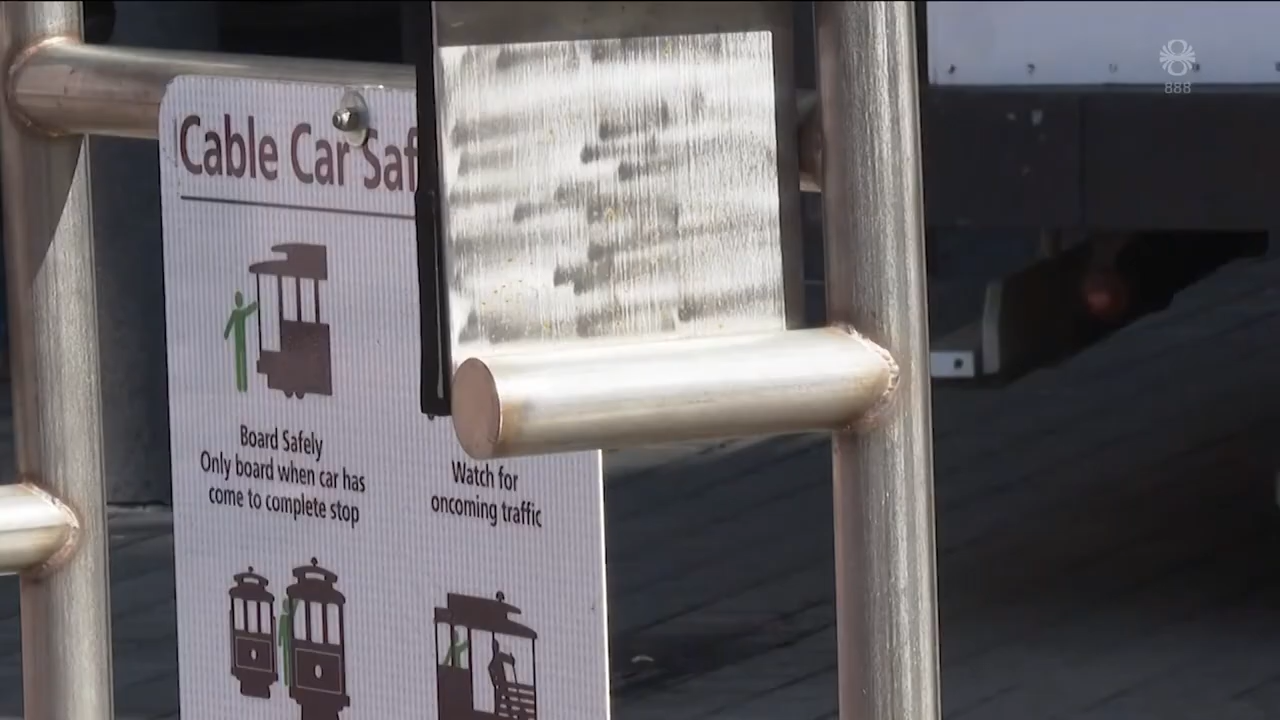 888
Cable Car Saf
Board Safely
Only board when car has
come to complete stop
Watch for
oncoming traffic